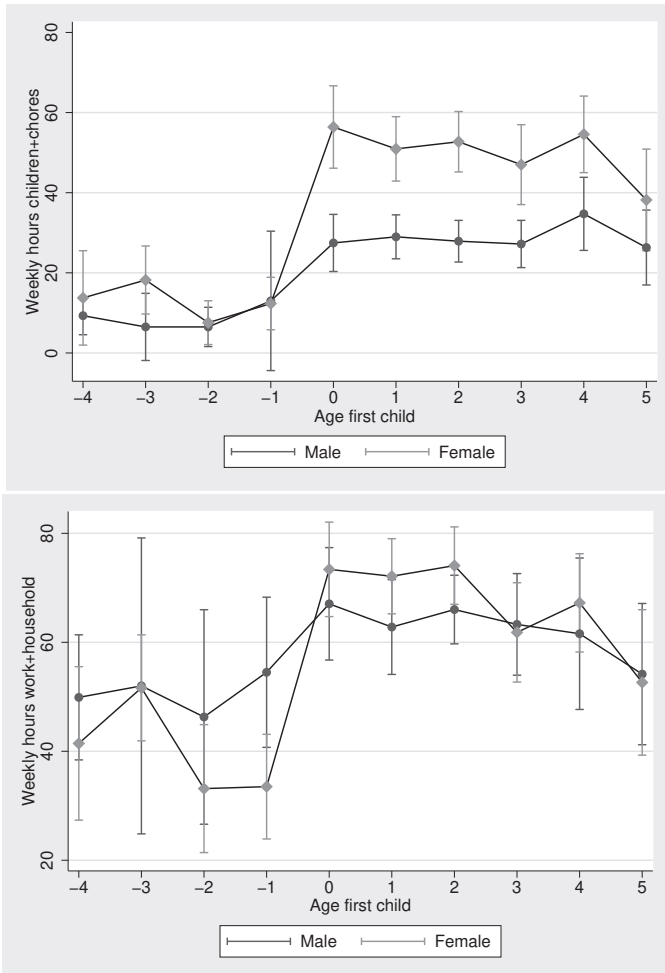 Weekly hours children+chores
80
60
40
20
0
−4 −3 −2 −1 0 1 2 3 4 5
Age first child
Male Female
Weekly hours work+household
80
60
40
20
−4 −3 −2 −1 0 1 2 3 4 5
Age first child
Male Female